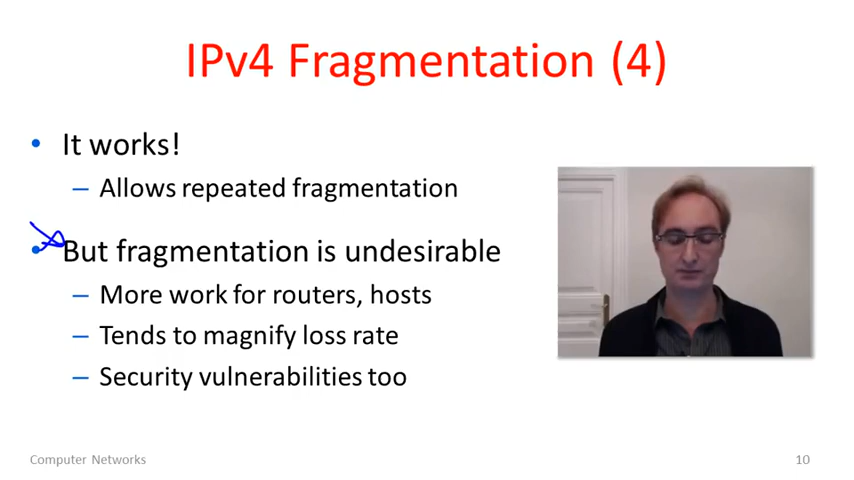 IPv4 Fragmentation (4)
• It works!
– Allows repeated fragmentation
• But fragmentation is undesirable
– More work for routers, hosts
– Tends to magnify loss rate
– Security vulnerabilities too
Computer Networks
10